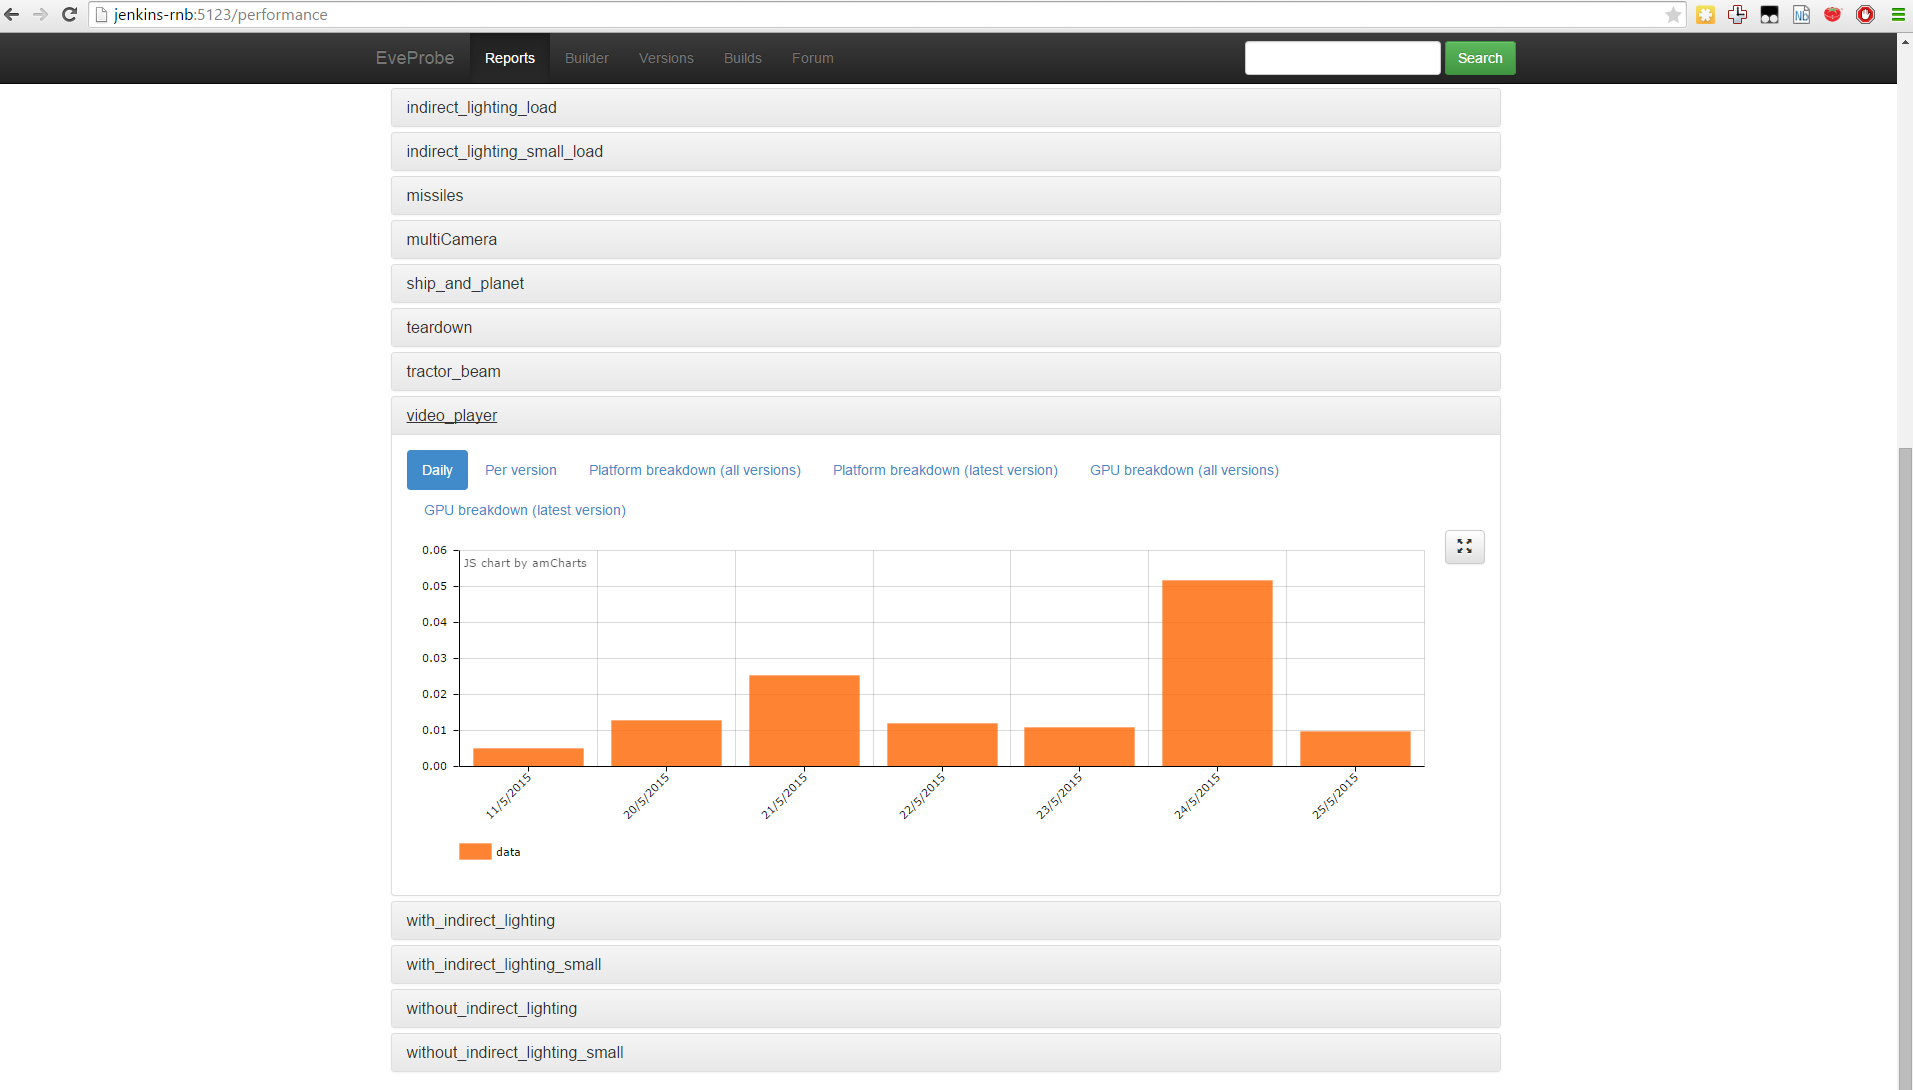 jenkins-rnb:5123/performance
EveProbe Reports Builder Versions Builds Forum Search
indirect_lighting_load
indirect_lighting_small_load
missiles
multiCamera
ship_and_planet
teardown
tractor_beam
video_player
Daily Per version Platform breakdown (all versions) Platform breakdown (latest version) GPU breakdown (all versions)
GPU breakdown (latest version)
0.06
JS chart by amCharts
0.05
0.04
0.03
0.02
0.01
0.00
11/5/2015 20/5/2015 21/5/2015 22/5/2015 23/5/2015 24/5/2015 25/5/2015
data
with_indirect_lighting
with_indirect_lighting_small
without_indirect_lighting
without_indirect_lighting_small